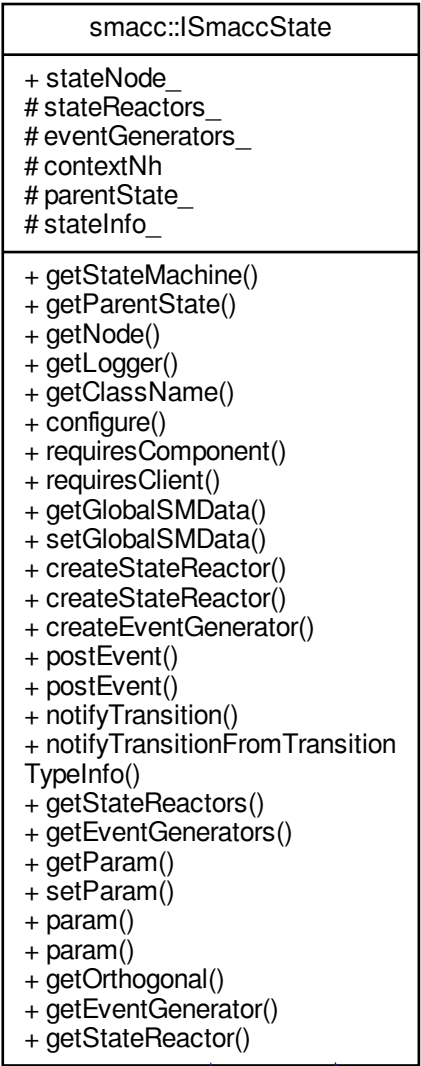 smacc::ISmaccState
+ stateNode_
# stateReactors_
# eventGenerators_
# contextNh
# parentState_
# stateInfo_
+ getStateMachine()
+ getParentState()
+ getNode()
+ getLogger()
+ getClassName()
+ configure()
+ requiresComponent()
+ requiresClient()
+ getGlobalSMData()
+ setGlobalSMData()
+ createStateReactor()
+ createStateReactor()
+ createEventGenerator()
+ postEvent()
+ postEvent()
+ notifyTransition()
+ notifyTransitionFromTransition
TypeInfo()
+ getStateReactors()
+ getEventGenerators()
+ getParam()
+ setParam()
+ param()
+ param()
+ getOrthogonal()
+ getEventGenerator()
+ getStateReactor()